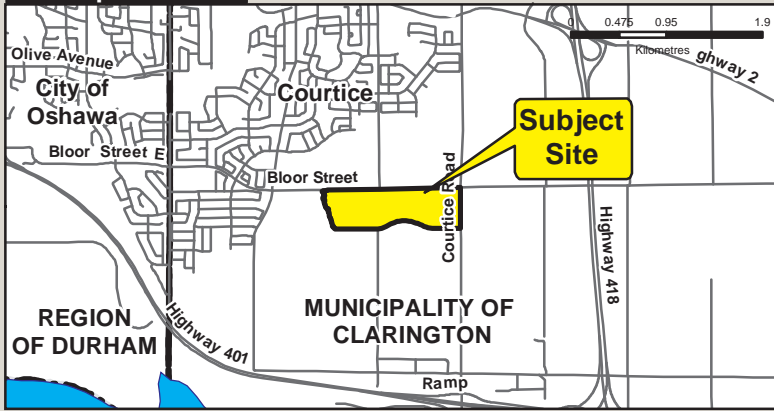 0 0.475 0.95 1.9
Kilometres
ghway 2
Olive Avenue
City of
Oshawa
Courtice
Subject
Site
Bloor Street E
Bloor Street
Courtice Road
Highway 418
REGION
OF DURHAM
Highway 401
MUNICIPALITY OF
CLARINGTON
Ramp